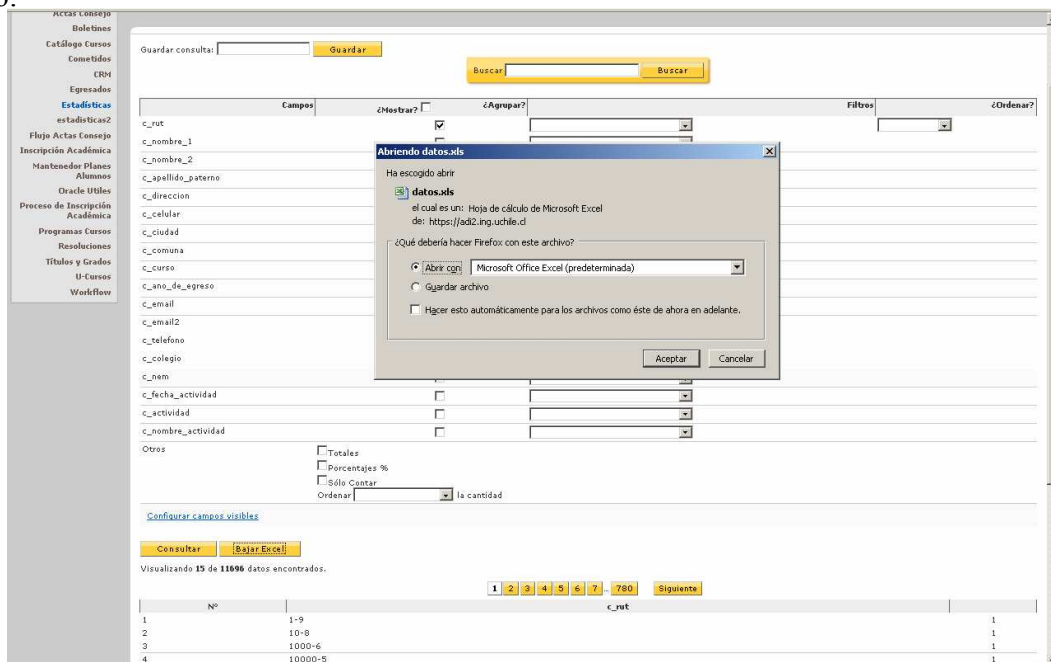 o.
Actas Consejo
Boletines
Catálogo Cursos
Cometidos
CRM
Egresados
Estadísticas
estadisticas2
Flujo Actas Consejo
Inscripción Académica
Mantenedor Planes
Alumnos
Oracle Utiles
Proceso de Inscripción
Académica
Programas Cursos
Resoluciones
Títulos y Grados
U-Cursos
Workflow
Guardar consulta: Guardar
Buscar Buscar
Campos ¿Mostrar? ¿Agrupar? Filtros ¿Ordenar?
c_rut
c_nombre_1
c_nombre_2
c_apellido_paterno
c_direccion
c_celular
c_ciudad
c_comuna
c_curso
c_ano_de_egreso
c_email
c_email2
c_telefono
c_colegio
c_nem
c_fecha_actividad
c_actividad
c_nombre_actividad
Abriendo datos.xls
Ha escogido abrir
datos.xls
el cual es un: Hoja de cálculo de Microsoft Excel
de: https://adi2.ing.uchile.cl
¿Qué debería hacer Firefox con este archivo?
Abrir con Microsoft Office Excel (predeterminada)
Guardar archivo
Hacer esto automáticamente para los archivos como éste de ahora en adelante.
Aceptar Cancelar
Otros Totales
Porcentajes %
Sólo Contar
Ordenar la cantidad
Configurar campos visibles
Consultar Bajar Excel
Visualizando 15 de 11696 datos encontrados.
1 2 3 4 5 6 7 .. 780 Siguiente
Nº c_rut
1 1-9 1
2 10-8 1
3 1000-6 1
4 10000-5 1